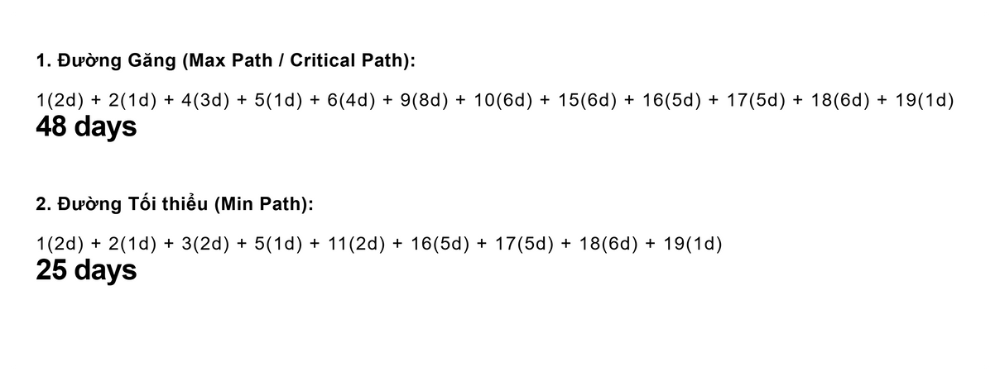 1. Đường Găng (Max Path / Critical Path):
1(2d) + 2(1d) + 4(3d) + 5(1d) + 6(4d) + 9(8d) + 10(6d) + 15(6d) + 16(5d) + 17(5d) + 18(6d) + 19(1d)
48 days
2. Đường Tối thiểu (Min Path):
1(2d) + 2(1d) + 3(2d) + 5(1d) + 11(2d) + 16(5d) + 17(5d) + 18(6d) + 19(1d)
25 days